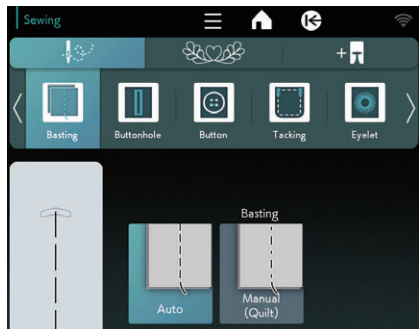 Sewing
Basting
Buttonhole
Button
Tacking
Eyelet
Basting
Auto
Manual
(Quilt)